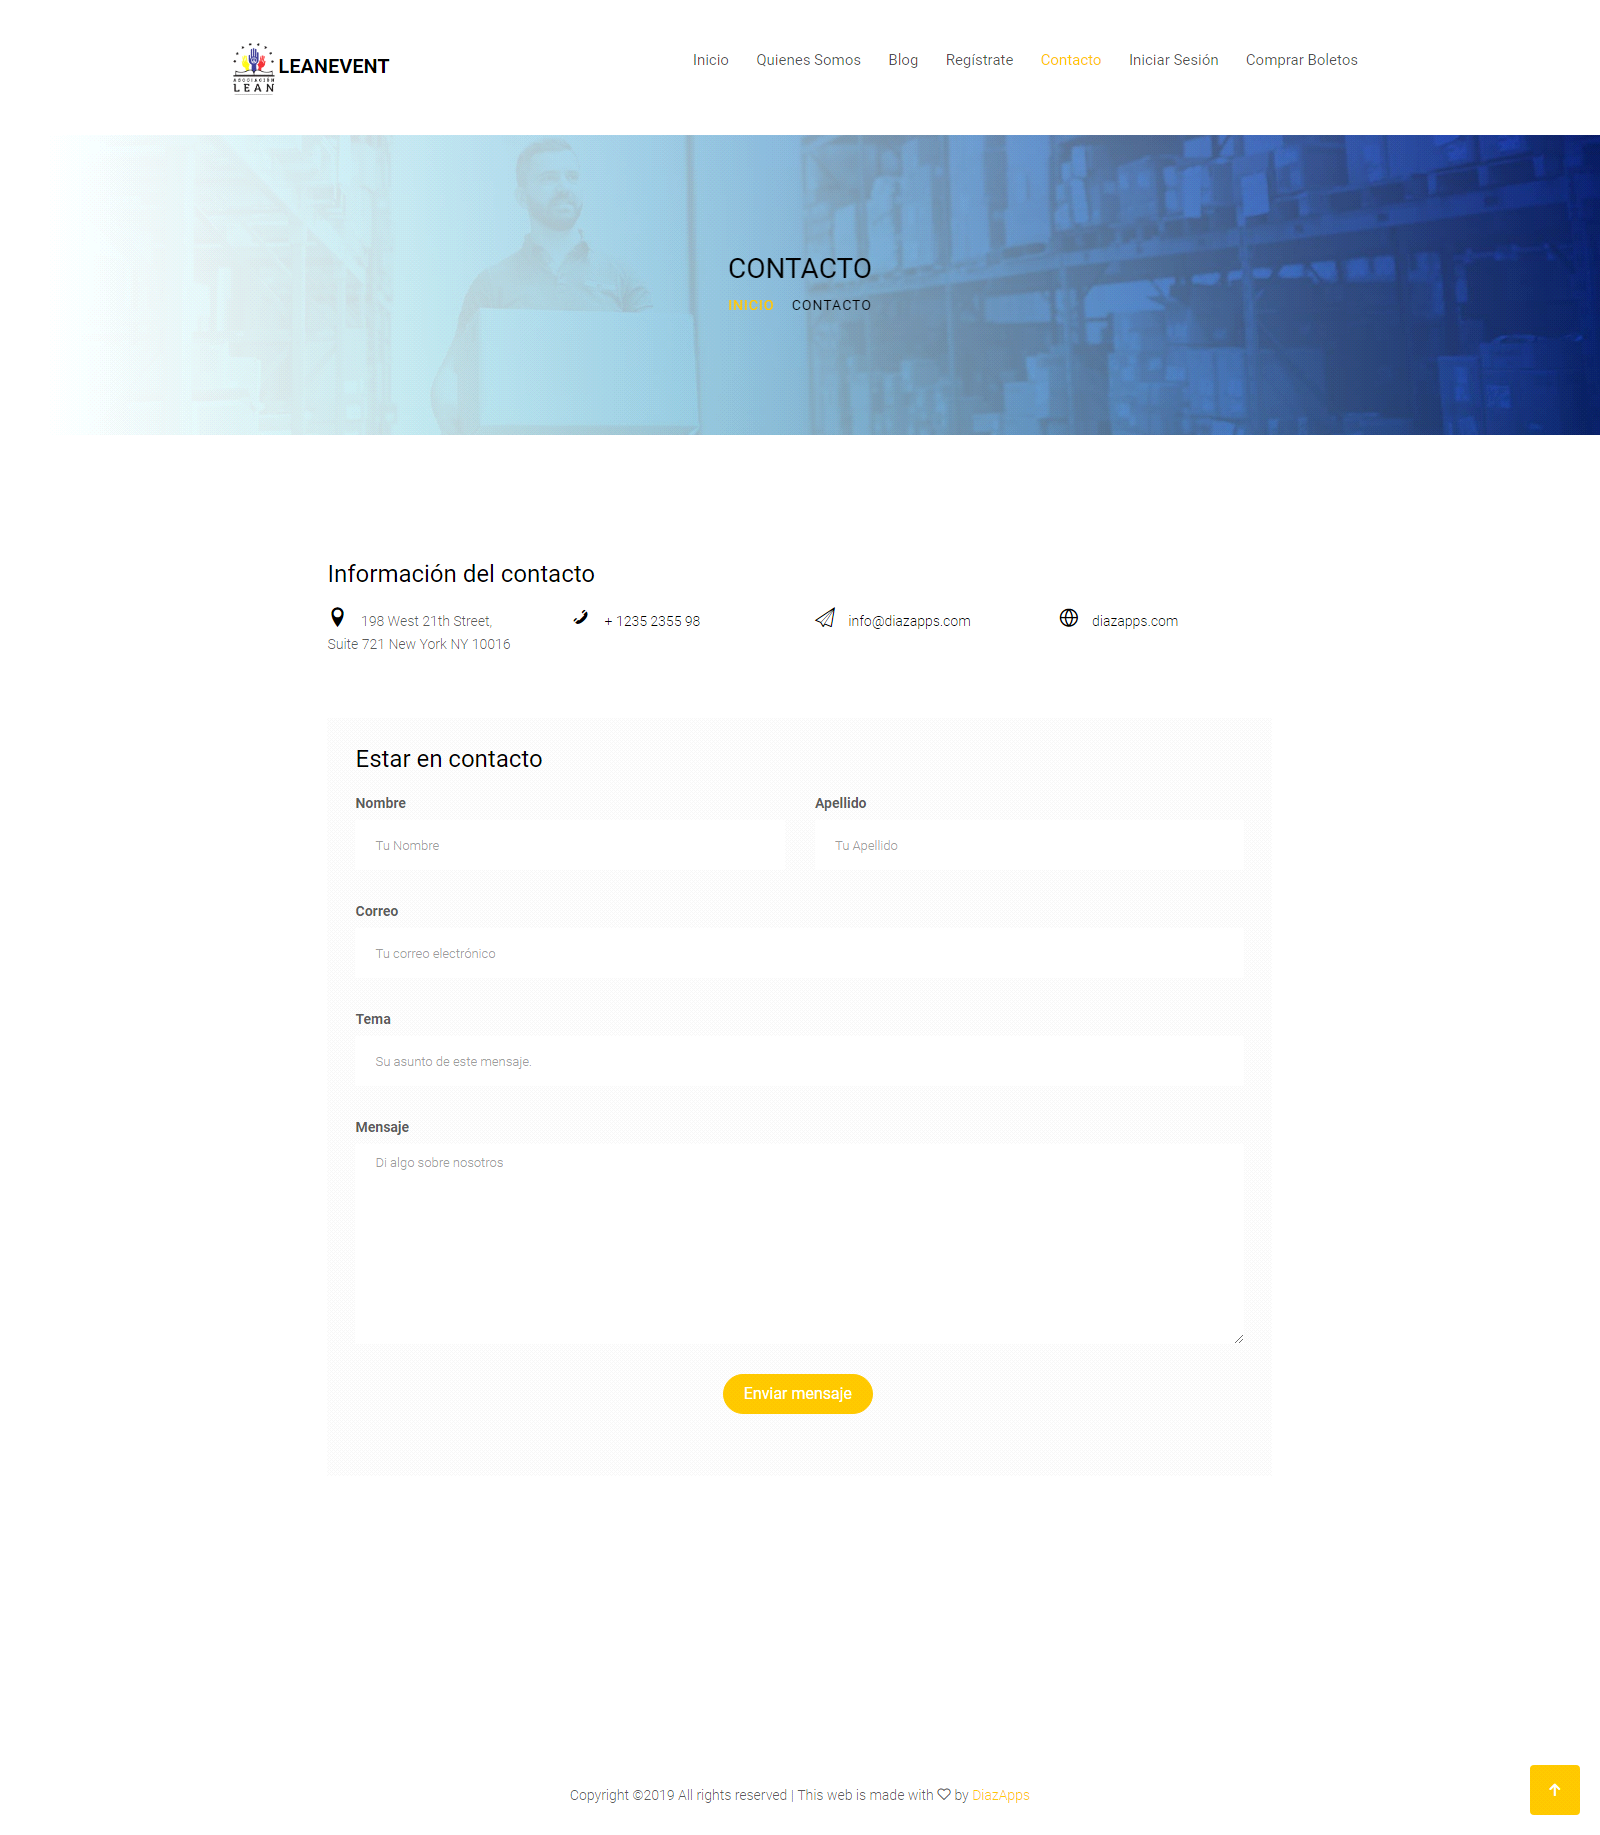 ASOCIACIÓN
LEAN
LEANEVENT
Inicio Quienes Somos Blog Regístrate Contacto Iniciar Sesión Comprar Boletos
CONTACTO
INICIO CONTACTO
Información del contacto
198 West 21th Street,
Suite 721 New York NY 10016
+ 1235 2355 98
info@diazapps.com
diazapps.com
Estar en contacto
Nombre
Tu Nombre
Apellido
Tu Apellido
Correo
Tu correo electrónico
Tema
Su asunto de este mensaje.
Mensaje
Di algo sobre nosotros
Enviar mensaje
Copyright ©2019 All rights reserved | This web is made with ♡ by DiazApps